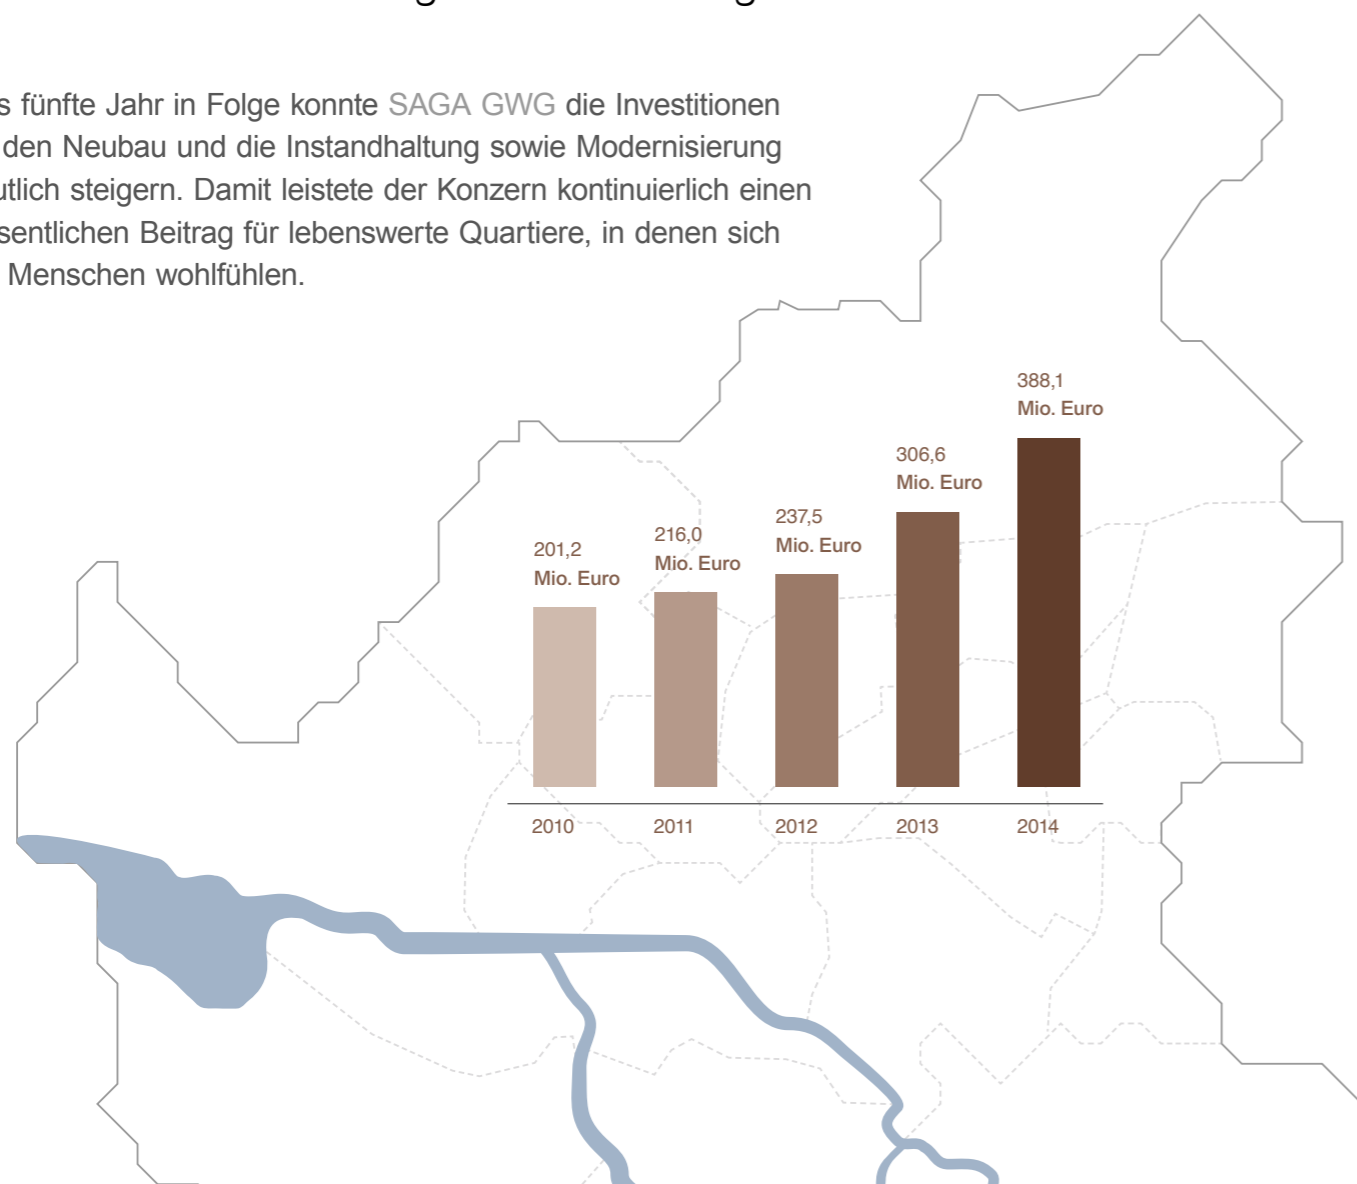 s fünfte Jahr in Folge konnte SAGA GWG die Investitionen
den Neubau und die Instandhaltung sowie Modernisierung
utlich steigern. Damit leistete der Konzern kontinuierlich einen
sentlichen Beitrag für lebenswerte Quartiere, in denen sich
Menschen wohlfühlen.
388,1
Mio. Euro
306,6
Mio. Euro
237,5
Mio. Euro
216,0
Mio. Euro
201,2
Mio. Euro
2010 2011 2012 2013 2014